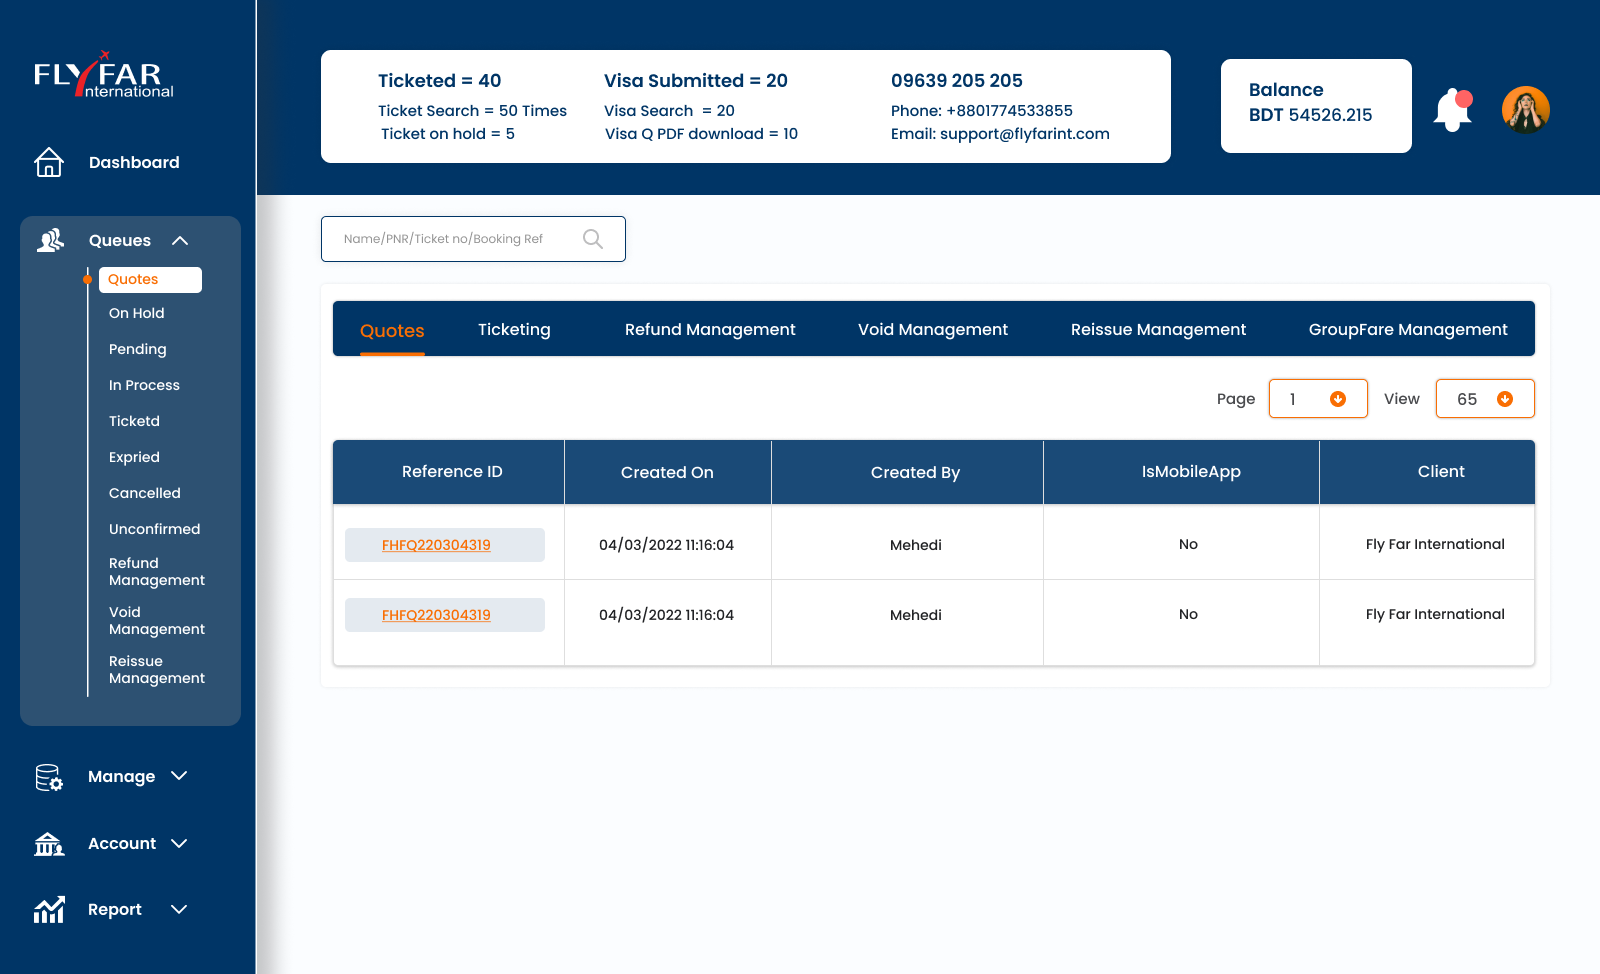 FLYFAR
International
Dashboard
Queues
Quotes
On Hold
Pending
In Process
Ticketd
Expried
Cancelled
Unconfirmed
Refund
Management
Void
Management
Reissue
Management
Manage
Account
Report
Ticketed = 40
Ticket Search = 50 Times
Ticket on hold = 5
Visa Submitted = 20
Visa Search = 20
Visa Q PDF download = 10
09639 205 205
Phone: +8801774533855
Email: support@flyfarint.com
Balance
BDT 54526.215
Name/PNR/Ticket no/Booking Ref
Quotes Ticketing Refund Management Void Management Reissue Management GroupFare Management
Page 1 View 65
Reference ID Created On Created By IsMobileApp Client
FHFQ220304319 04/03/2022 11:16:04 Mehedi No Fly Far International
FHFQ220304319 04/03/2022 11:16:04 Mehedi No Fly Far International